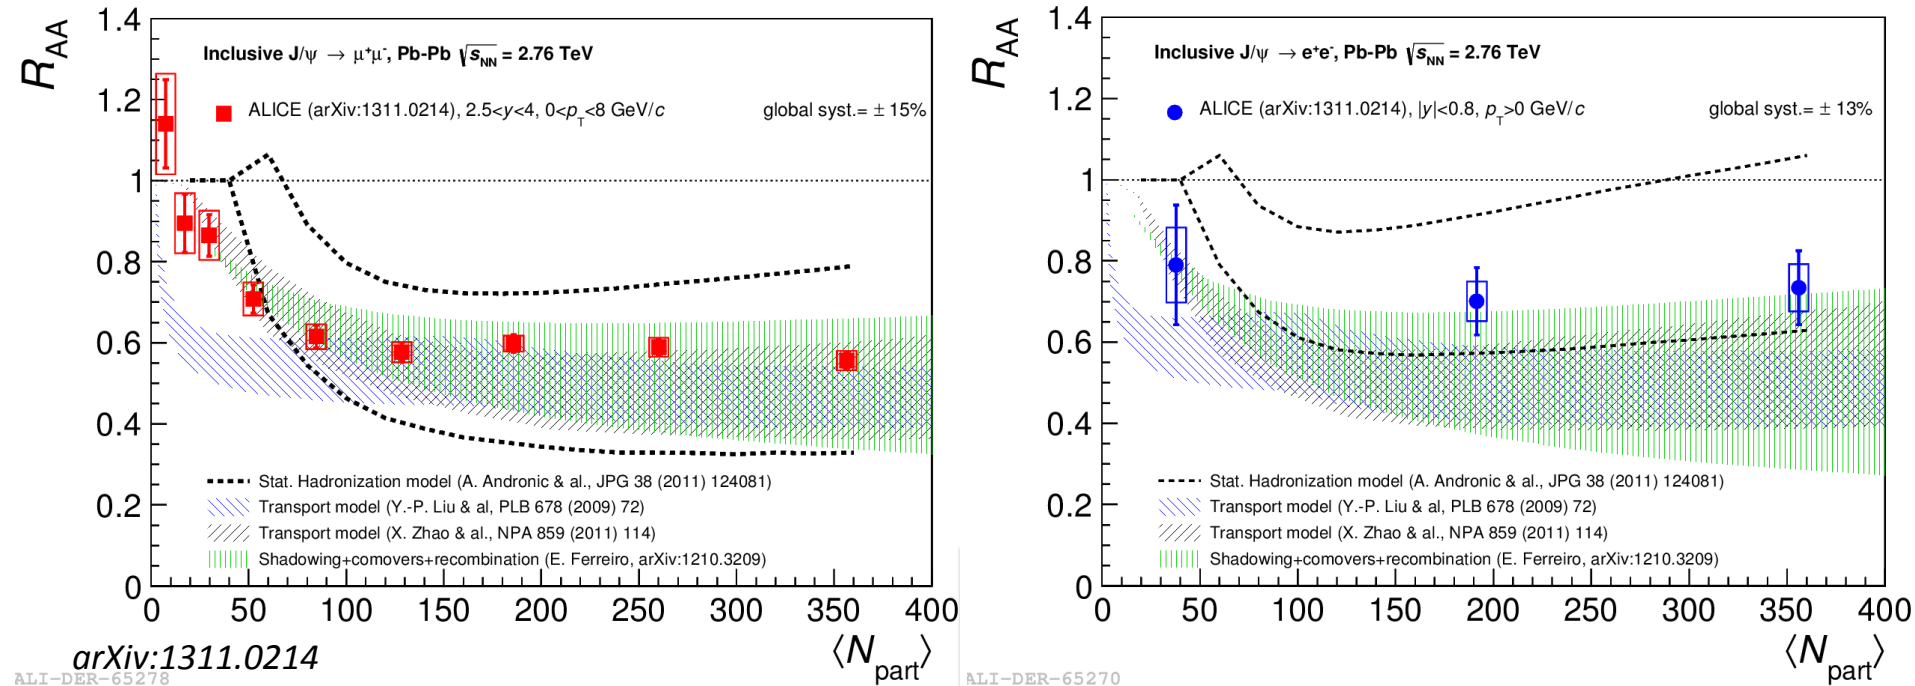 R_AA
1.4
1.2
1
0.8
0.6
0.4
0.2
0
Inclusive J/ψ → μ⁺μ⁻, Pb-Pb √s_NN = 2.76 TeV
ALICE (arXiv:1311.0214), 2.5<y<4, 0<p_T<8 GeV/c global syst.= ± 15%
Stat. Hadronization model (A. Andronic & al., JPG 38 (2011) 124081)
Transport model (Y.-P. Liu & al, PLB 678 (2009) 72)
Transport model (X. Zhao & al., NPA 859 (2011) 114)
Shadowing+comovers+recombination (E. Ferreiro, arXiv:1210.3209)
0 50 100 150 200 250 300 350 400
⟨N_part⟩
arXiv:1311.0214
ALI-DER-65278
R_AA
1.4
1.2
1
0.8
0.6
0.4
0.2
0
Inclusive J/ψ → e⁺e⁻, Pb-Pb √s_NN = 2.76 TeV
ALICE (arXiv:1311.0214), |y|<0.8, p_T>0 GeV/c global syst.= ± 13%
Stat. Hadronization model (A. Andronic & al., JPG 38 (2011) 124081)
Transport model (Y.-P. Liu & al, PLB 678 (2009) 72)
Transport model (X. Zhao & al., NPA 859 (2011) 114)
Shadowing+comovers+recombination (E. Ferreiro, arXiv:1210.3209)
0 50 100 150 200 250 300 350 400
⟨N_part⟩
ALI-DER-65270